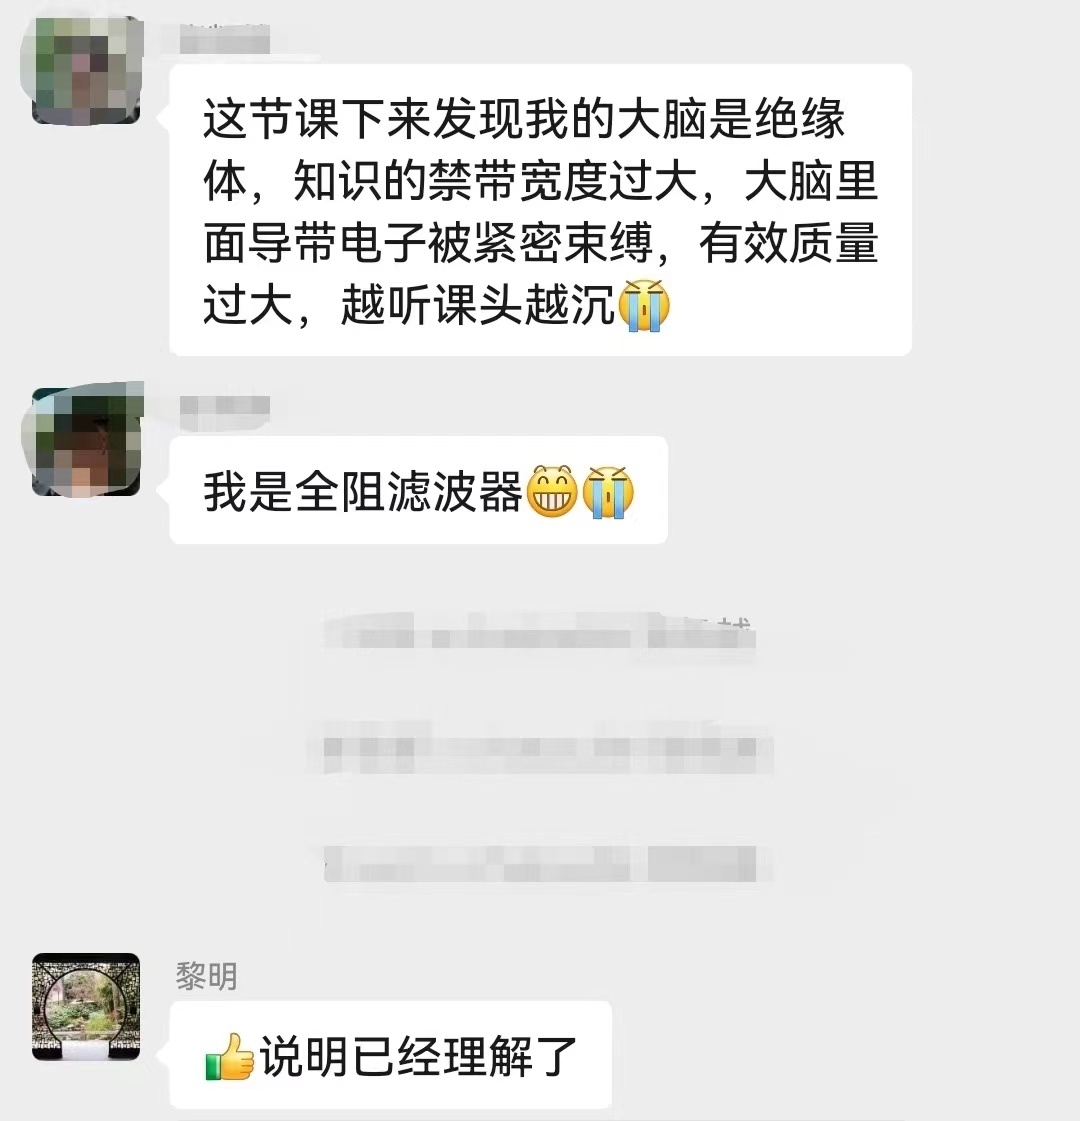 这节课下来发现我的大脑是绝缘
体，知识的禁带宽度过大，大脑里
面导带电子被紧密束缚，有效质量
过大，越听课头越沉😭
我是全阻滤波器😁😭
黎明
👍说明已经理解了